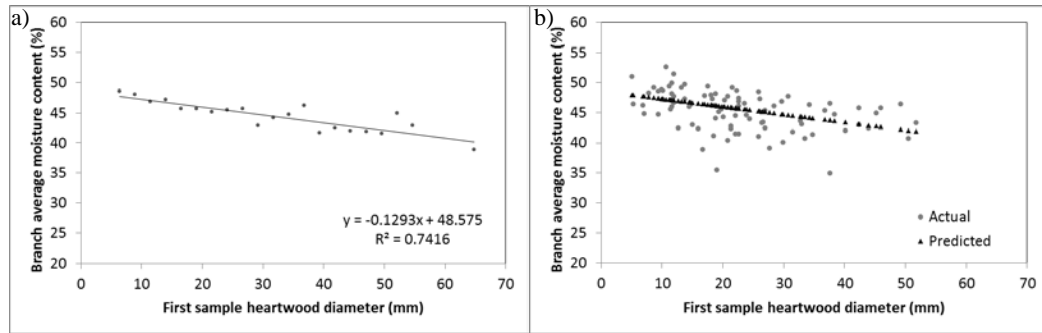 a)
Branch average moisture content (%)
60
55
50
45
40
35
30
25
20
y = -0.1293x + 48.575
R² = 0.7416
0 10 20 30 40 50 60 70
First sample heartwood diameter (mm)
b)
Branch average moisture content (%)
60
55
50
45
40
35
30
25
20
Actual
Predicted
0 10 20 30 40 50 60 70
First sample heartwood diameter (mm)